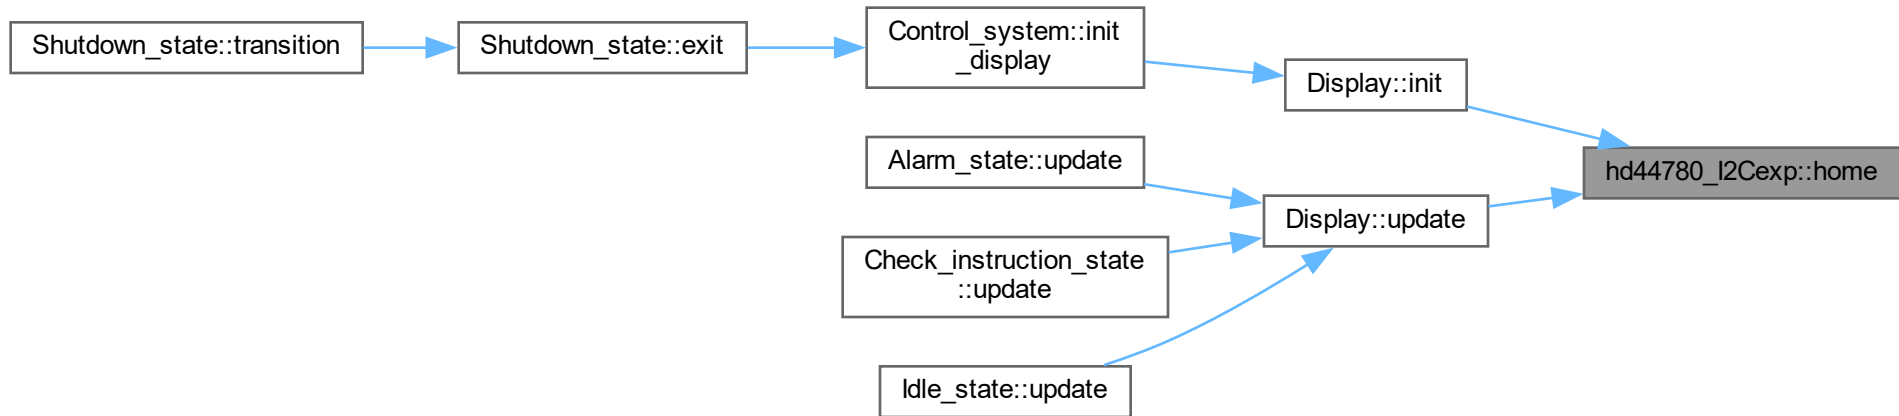 Shutdown_state::transition
Shutdown_state::exit
Control_system::init
_display
Display::init
hd44780_I2Cexp::home
Alarm_state::update
Display::update
Check_instruction_state
::update
Idle_state::update